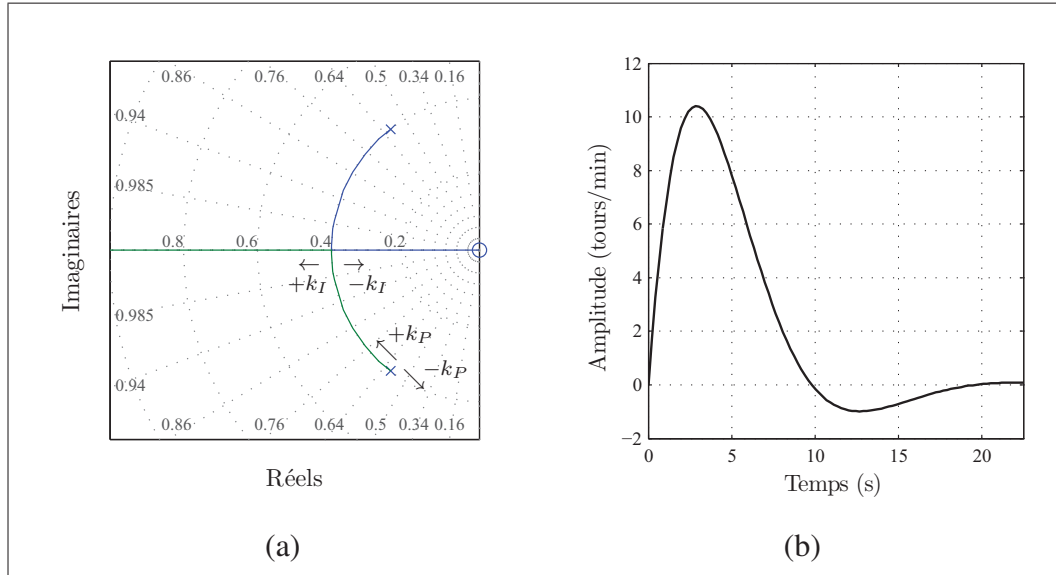 0.86 0.76 0.64 0.5 0.34 0.16
0.94
0.985
0.8 0.6 0.4 0.2
+k_I −k_I
+k_P
−k_P
0.985
0.94
0.86 0.76 0.64 0.5 0.34 0.16
Imaginaires
Réels
(a)
12
10
8
6
4
2
0
−2
0 5 10 15 20
Amplitude (tours/min)
Temps (s)
(b)